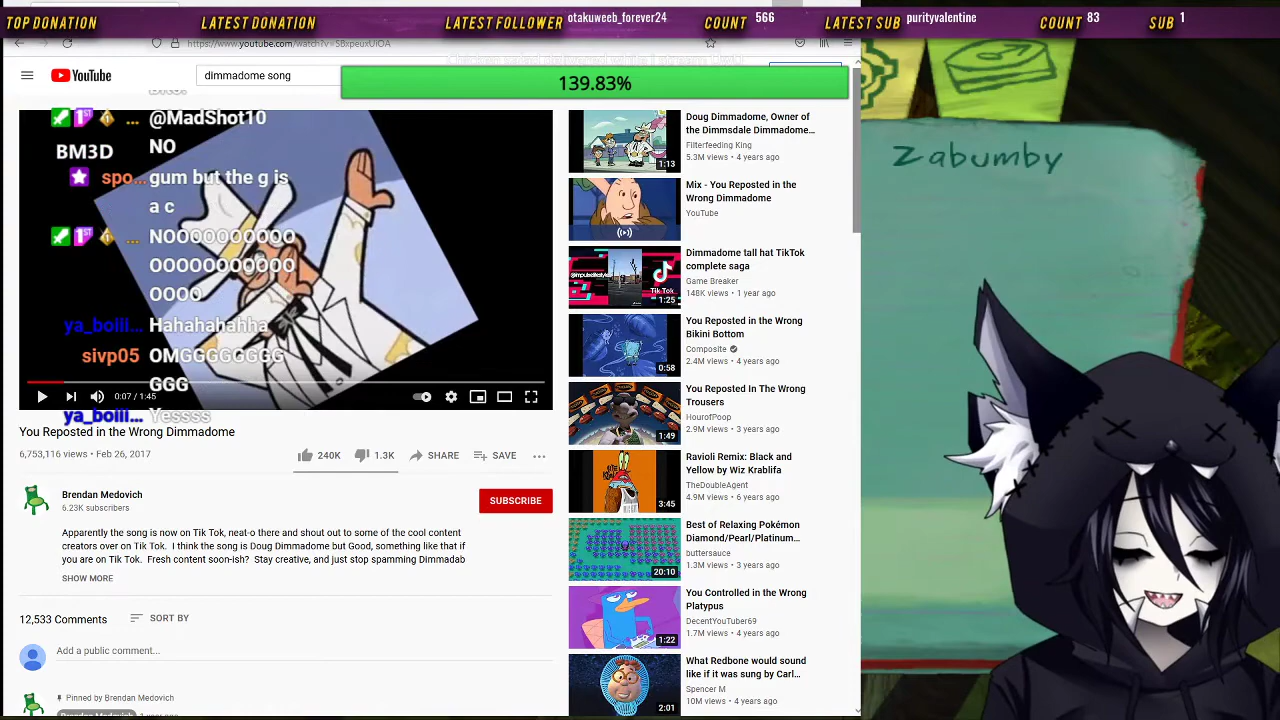 TOP DONATION LATEST DONATION LATEST FOLLOWER otakuweeb_forever24 COUNT 566 LATEST SUB purityvalentine COUNT 83 SUB 1
YouTube
dimmadome song
139.83%
@MadShot10
NO
BM3D
spo... gum but the g is
a c
... NOOOOOOOOOO
OOOOOOOOOOO
OOOO
ya_boiii... Hahahahahha
sivp05 OMGGGGGGGG
GGG
0:07 / 1:45
ya_boiii... Yessss
You Reposted in the Wrong Dimmadome
6,753,116 views • Feb 26, 2017
240K 1.3K SHARE SAVE ...
Brendan Medovich
6.23K subscribers
SUBSCRIBE
Apparently the song is now on Tik Tok, neat-o there and shout out to some of the cool content
creators over on Tik Tok. I think the song is Doug Dimmadome but Good, something like that if
you are on Tik Tok. Fresh content soon-ish? Stay creative, and just stop spamming Dimmadab
SHOW MORE
12,533 Comments SORT BY
Add a public comment...
Pinned by Brendan Medovich
Brendan Medovich
Doug Dimmadome, Owner of
the Dimmsdale Dimmadome...
Filterfeeding King
5.3M views • 4 years ago
1:13
Mix - You Reposted in the
Wrong Dimmadome
YouTube
Dimmadome tall hat TikTok
complete saga
Game Breaker
148K views • 1 year ago
Tik Tok
1:25
You Reposted in the Wrong
Bikini Bottom
Composite
2.4M views • 4 years ago
0:58
You Reposted In The Wrong
Trousers
HourofPoop
2.9M views • 3 years ago
1:49
Ravioli Remix: Black and
Yellow by Wiz Krablifa
TheDoubleAgent
4.9M views • 6 years ago
3:45
Best of Relaxing Pokémon
Diamond/Pearl/Platinum...
buttersauce
1.3M views • 3 years ago
20:10
You Controlled in the Wrong
Platypus
DecentYouTuber69
1.7M views • 4 years ago
1:22
What Redbone would sound
like if it was sung by Carl...
Spencer M
10M views • 4 years ago
2:01
Zabumby